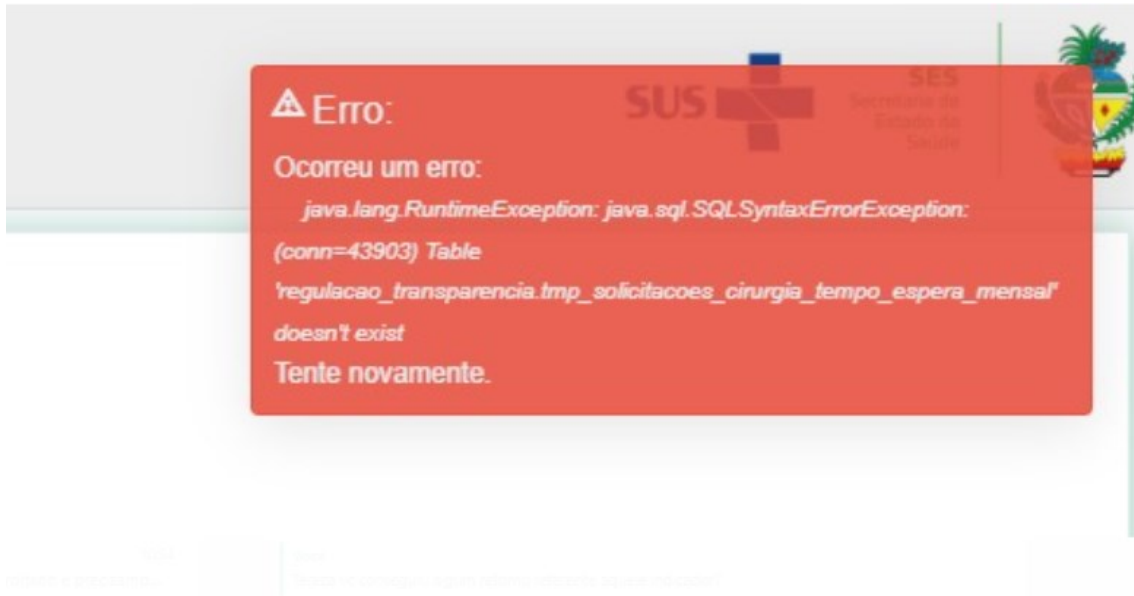 SUS
SES
Secretaria de
Estado da
Saúde
Erro:
Ocorreu um erro:
java.lang.RuntimeException: java.sql.SQLSyntaxErrorException:
(conn=43903) Table
'regulacao_transparencia.tmp_solicitacoes_cirurgia_tempo_espera_mensal'
doesn't exist
Tente novamente.